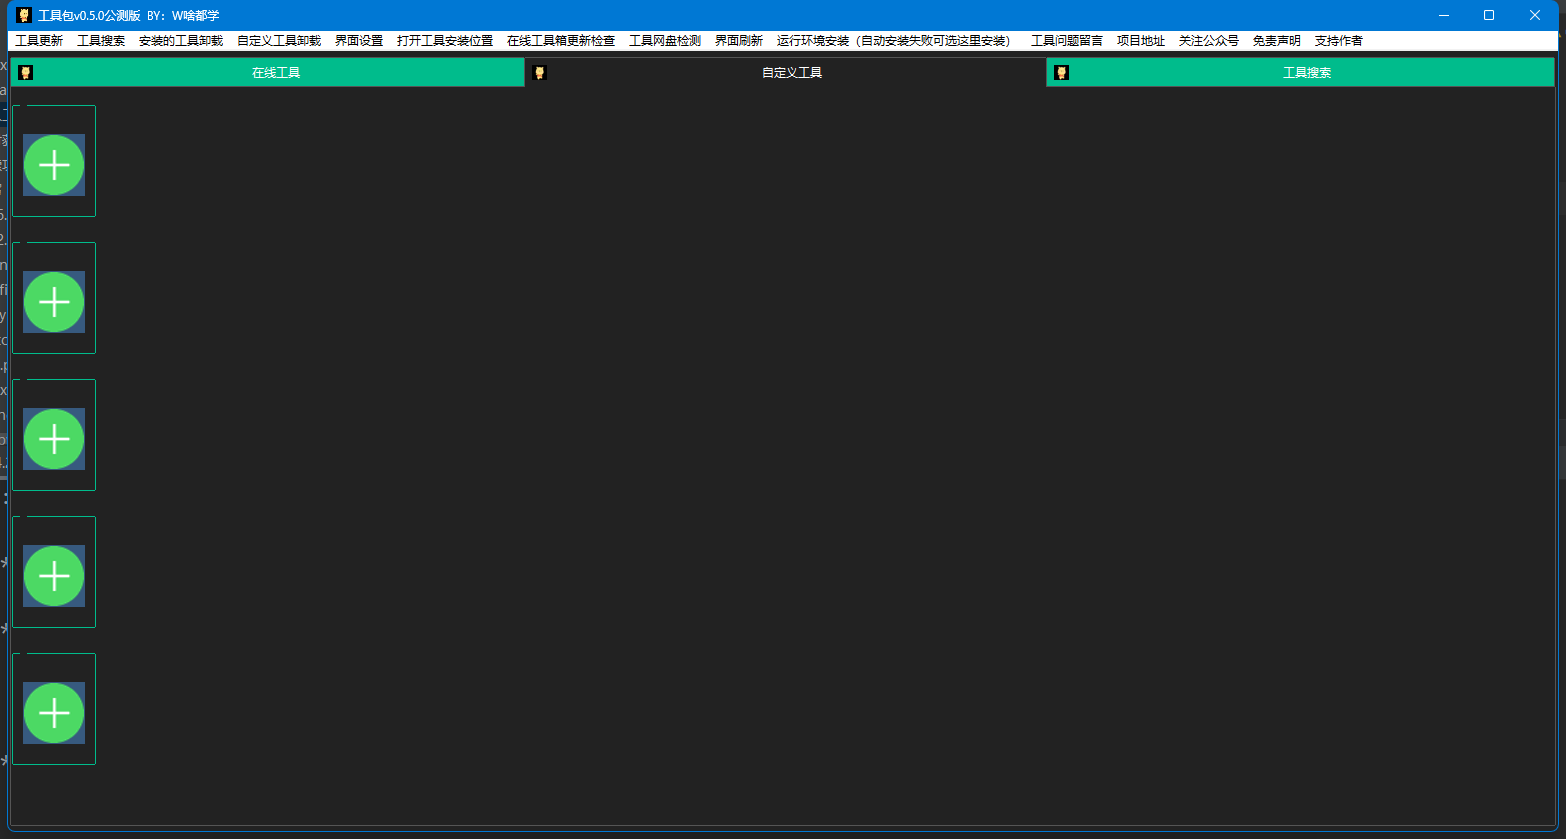 工具包v0.5.0公测版 BY：W啥都学
工具更新 工具搜索 安装的工具卸载 自定义工具卸载 界面设置 打开工具安装位置 在线工具箱更新检查 工具网盘检测 界面刷新 运行环境安装（自动安装失败可选这里安装） 工具问题留言 项目地址 关注公众号 免责声明 支持作者
在线工具 自定义工具 工具搜索